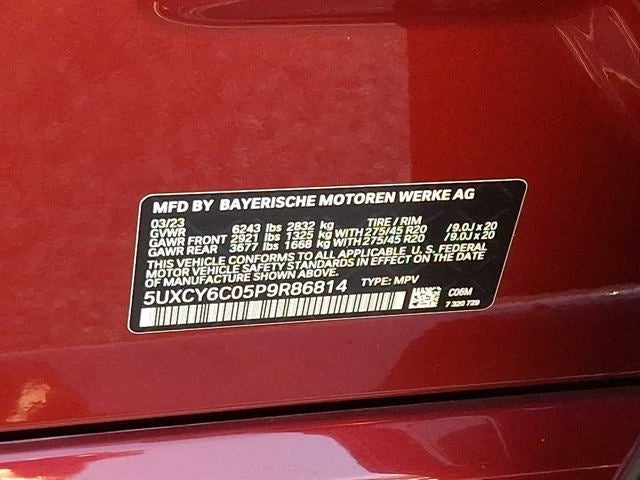 MFD BY BAYERISCHE MOTOREN WERKE AG
03/23
GVWR 6243 lbs 2832 kg TIRE / RIM
GAWR FRONT 2921 lbs 1325 kg WITH 275/45 R20 /9.0J x 20
GAWR REAR 3677 lbs 1668 kg WITH 275/45 R20 /9.0J x 20
THIS VEHICLE CONFORMS TO ALL APPLICABLE U.S. FEDERAL
MOTOR VEHICLE SAFETY STANDARDS IN EFFECT ON THE
DATE OF MANUFACTURE SHOWN ABOVE.
5UXCY6C05P9R86814 TYPE: MPV
C06M
7 320 729